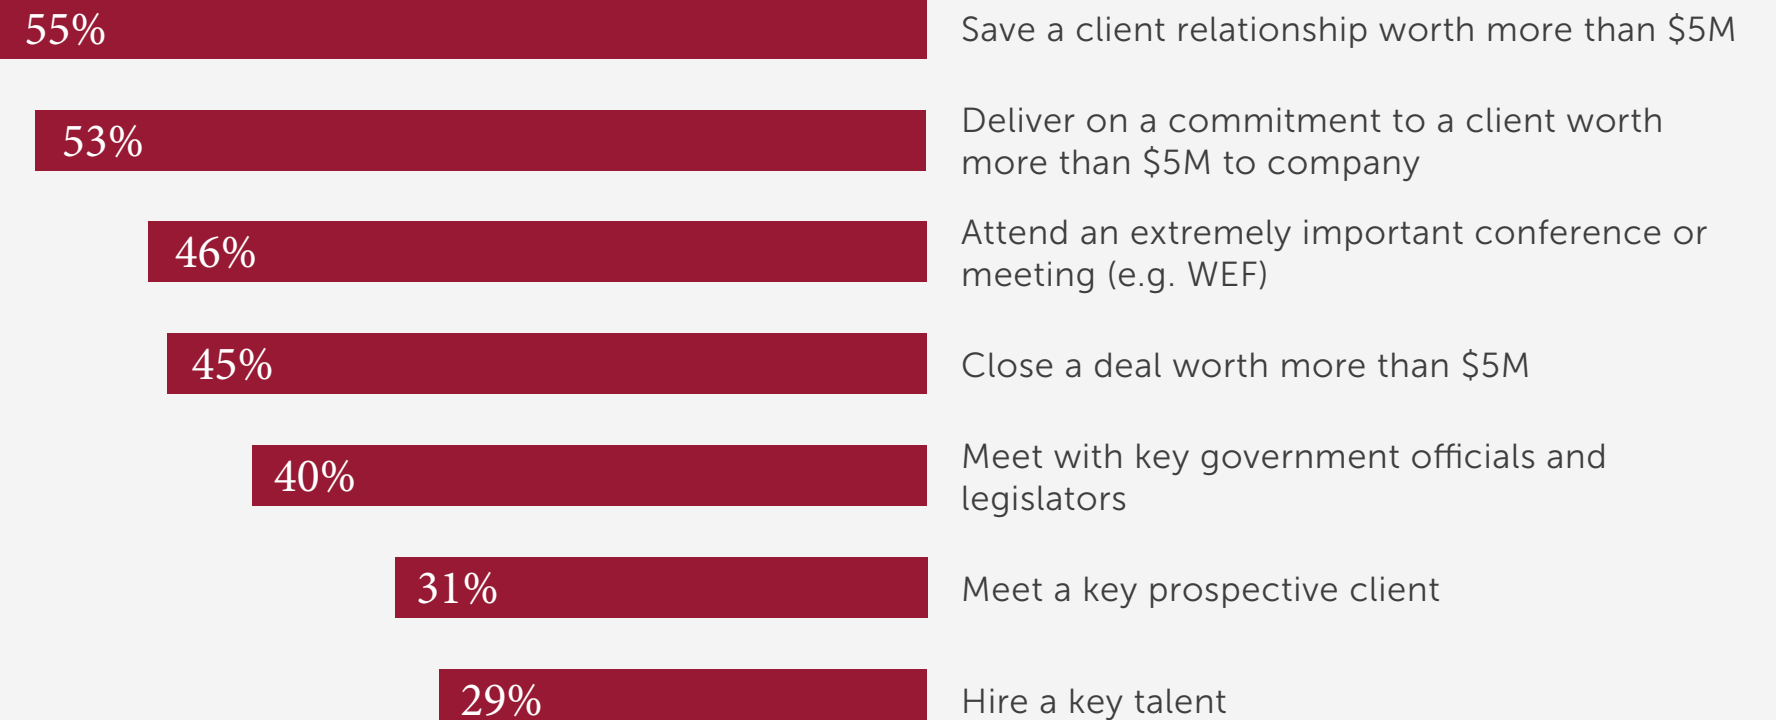 55% Save a client relationship worth more than $5M
53% Deliver on a commitment to a client worth
more than $5M to company
46% Attend an extremely important conference or
meeting (e.g. WEF)
45% Close a deal worth more than $5M
40% Meet with key government officials and
legislators
31% Meet a key prospective client
29% Hire a key talent